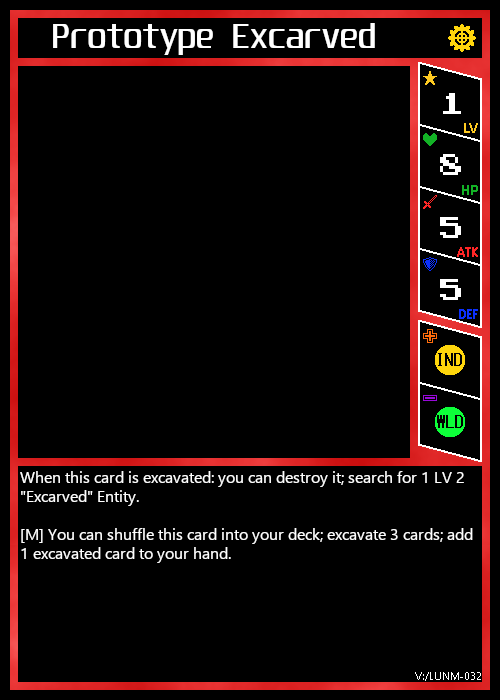 Prototype Excarved
1
LV
8
HP
5
ATK
5
DEF
IND
WLD
When this card is excavated: you can destroy it; search for 1 LV 2
"Excarved" Entity.
[M] You can shuffle this card into your deck; excavate 3 cards; add
1 excavated card to your hand.
V:/LUNM-032